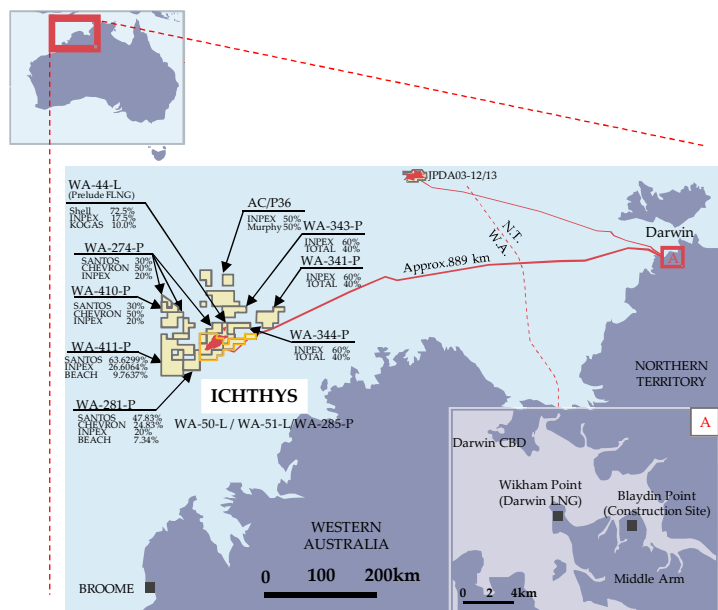 JPDA03-12/13
WA-44-L
(Prelude FLNG)
Shell 72.5%
INPEX 17.5%
KOGAS 10.0%
AC/P36
INPEX 50%
Murphy 50%
WA-343-P
INPEX 60%
TOTAL 40%
WA-341-P
INPEX 60%
TOTAL 40%
WA-274-P
SANTOS 30%
CHEVRON 50%
INPEX 20%
WA-410-P
SANTOS 30%
CHEVRON 50%
INPEX 20%
WA-344-P
INPEX 60%
TOTAL 40%
WA-411-P
SANTOS 63.6299%
INPEX 26.6064%
BEACH 9.7637%
WA-281-P
SANTOS 47.83%
CHEVRON 24.83%
INPEX 20%
BEACH 7.34%
ICHTHYS
WA-50-L / WA-51-L/WA-285-P
Approx.889 km
N.T.
W.A.
Darwin
A
NORTHERN
TERRITORY
WESTERN
AUSTRALIA
BROOME
0 100 200km
A
Darwin CBD
Wikham Point
(Darwin LNG)
Blaydin Point
(Construction Site)
Middle Arm
0 2 4km